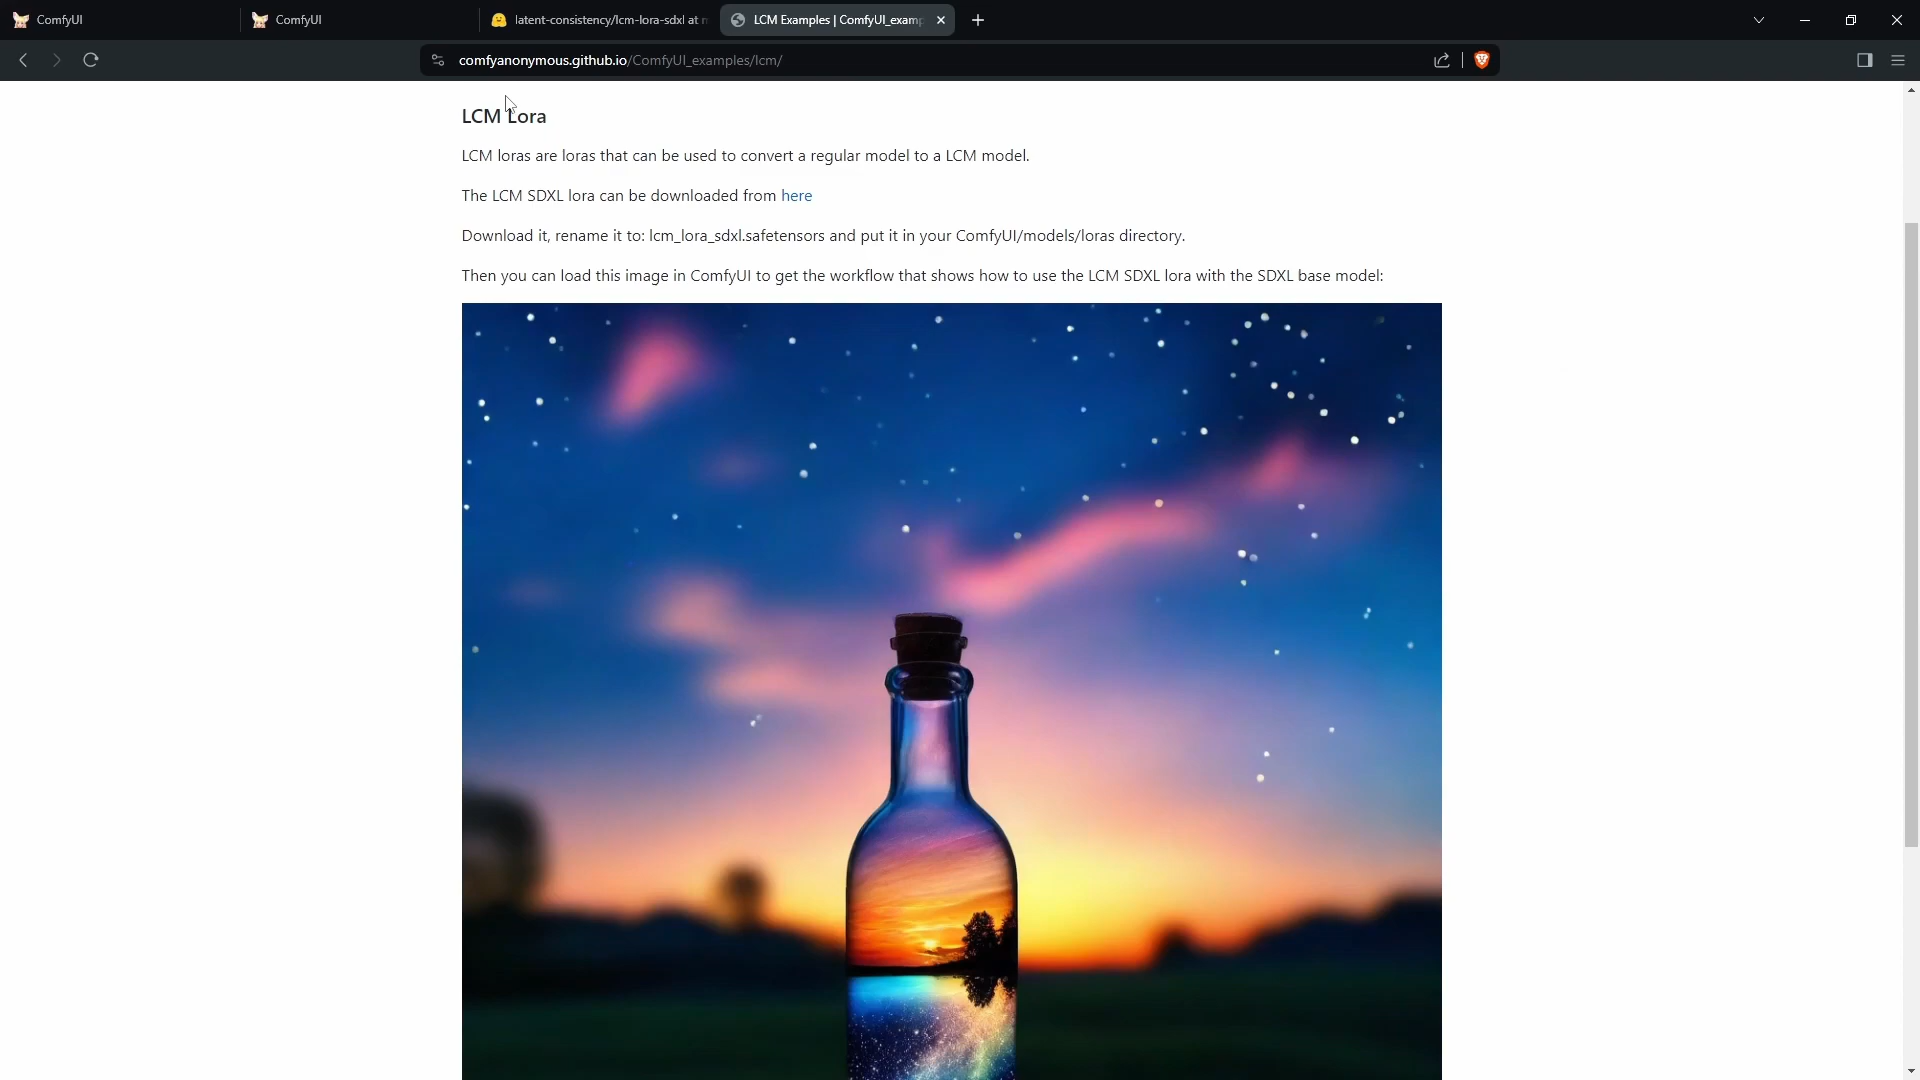 ComfyUI
ComfyUI
latent-consistency/lcm-lora-sdxl at m
LCM Examples | ComfyUI_examp
comfyanonymous.github.io/ComfyUI_examples/lcm/
LCM Lora
LCM loras are loras that can be used to convert a regular model to a LCM model.
The LCM SDXL lora can be downloaded from here
Download it, rename it to: lcm_lora_sdxl.safetensors and put it in your ComfyUI/models/loras directory.
Then you can load this image in ComfyUI to get the workflow that shows how to use the LCM SDXL lora with the SDXL base model: